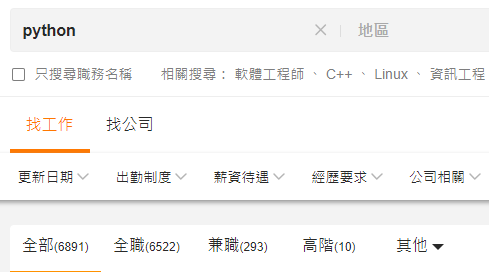 python × | 地區
只搜尋職務名稱 相關搜尋： 軟體工程師 、 C++ 、 Linux 、 資訊工程
找工作 找公司
更新日期 出勤制度 薪資待遇 經歷要求 公司相關
全部(6891) 全職(6522) 兼職(293) 高階(10) 其他